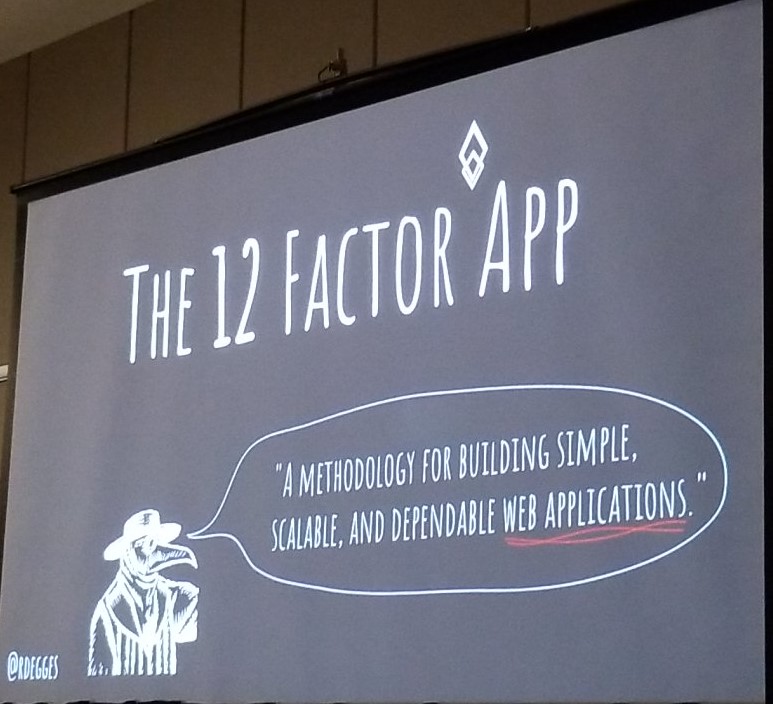 THE 12 FACTOR APP
"A METHODOLOGY FOR BUILDING SIMPLE,
SCALABLE, AND DEPENDABLE WEB APPLICATIONS."
@RDEGGES